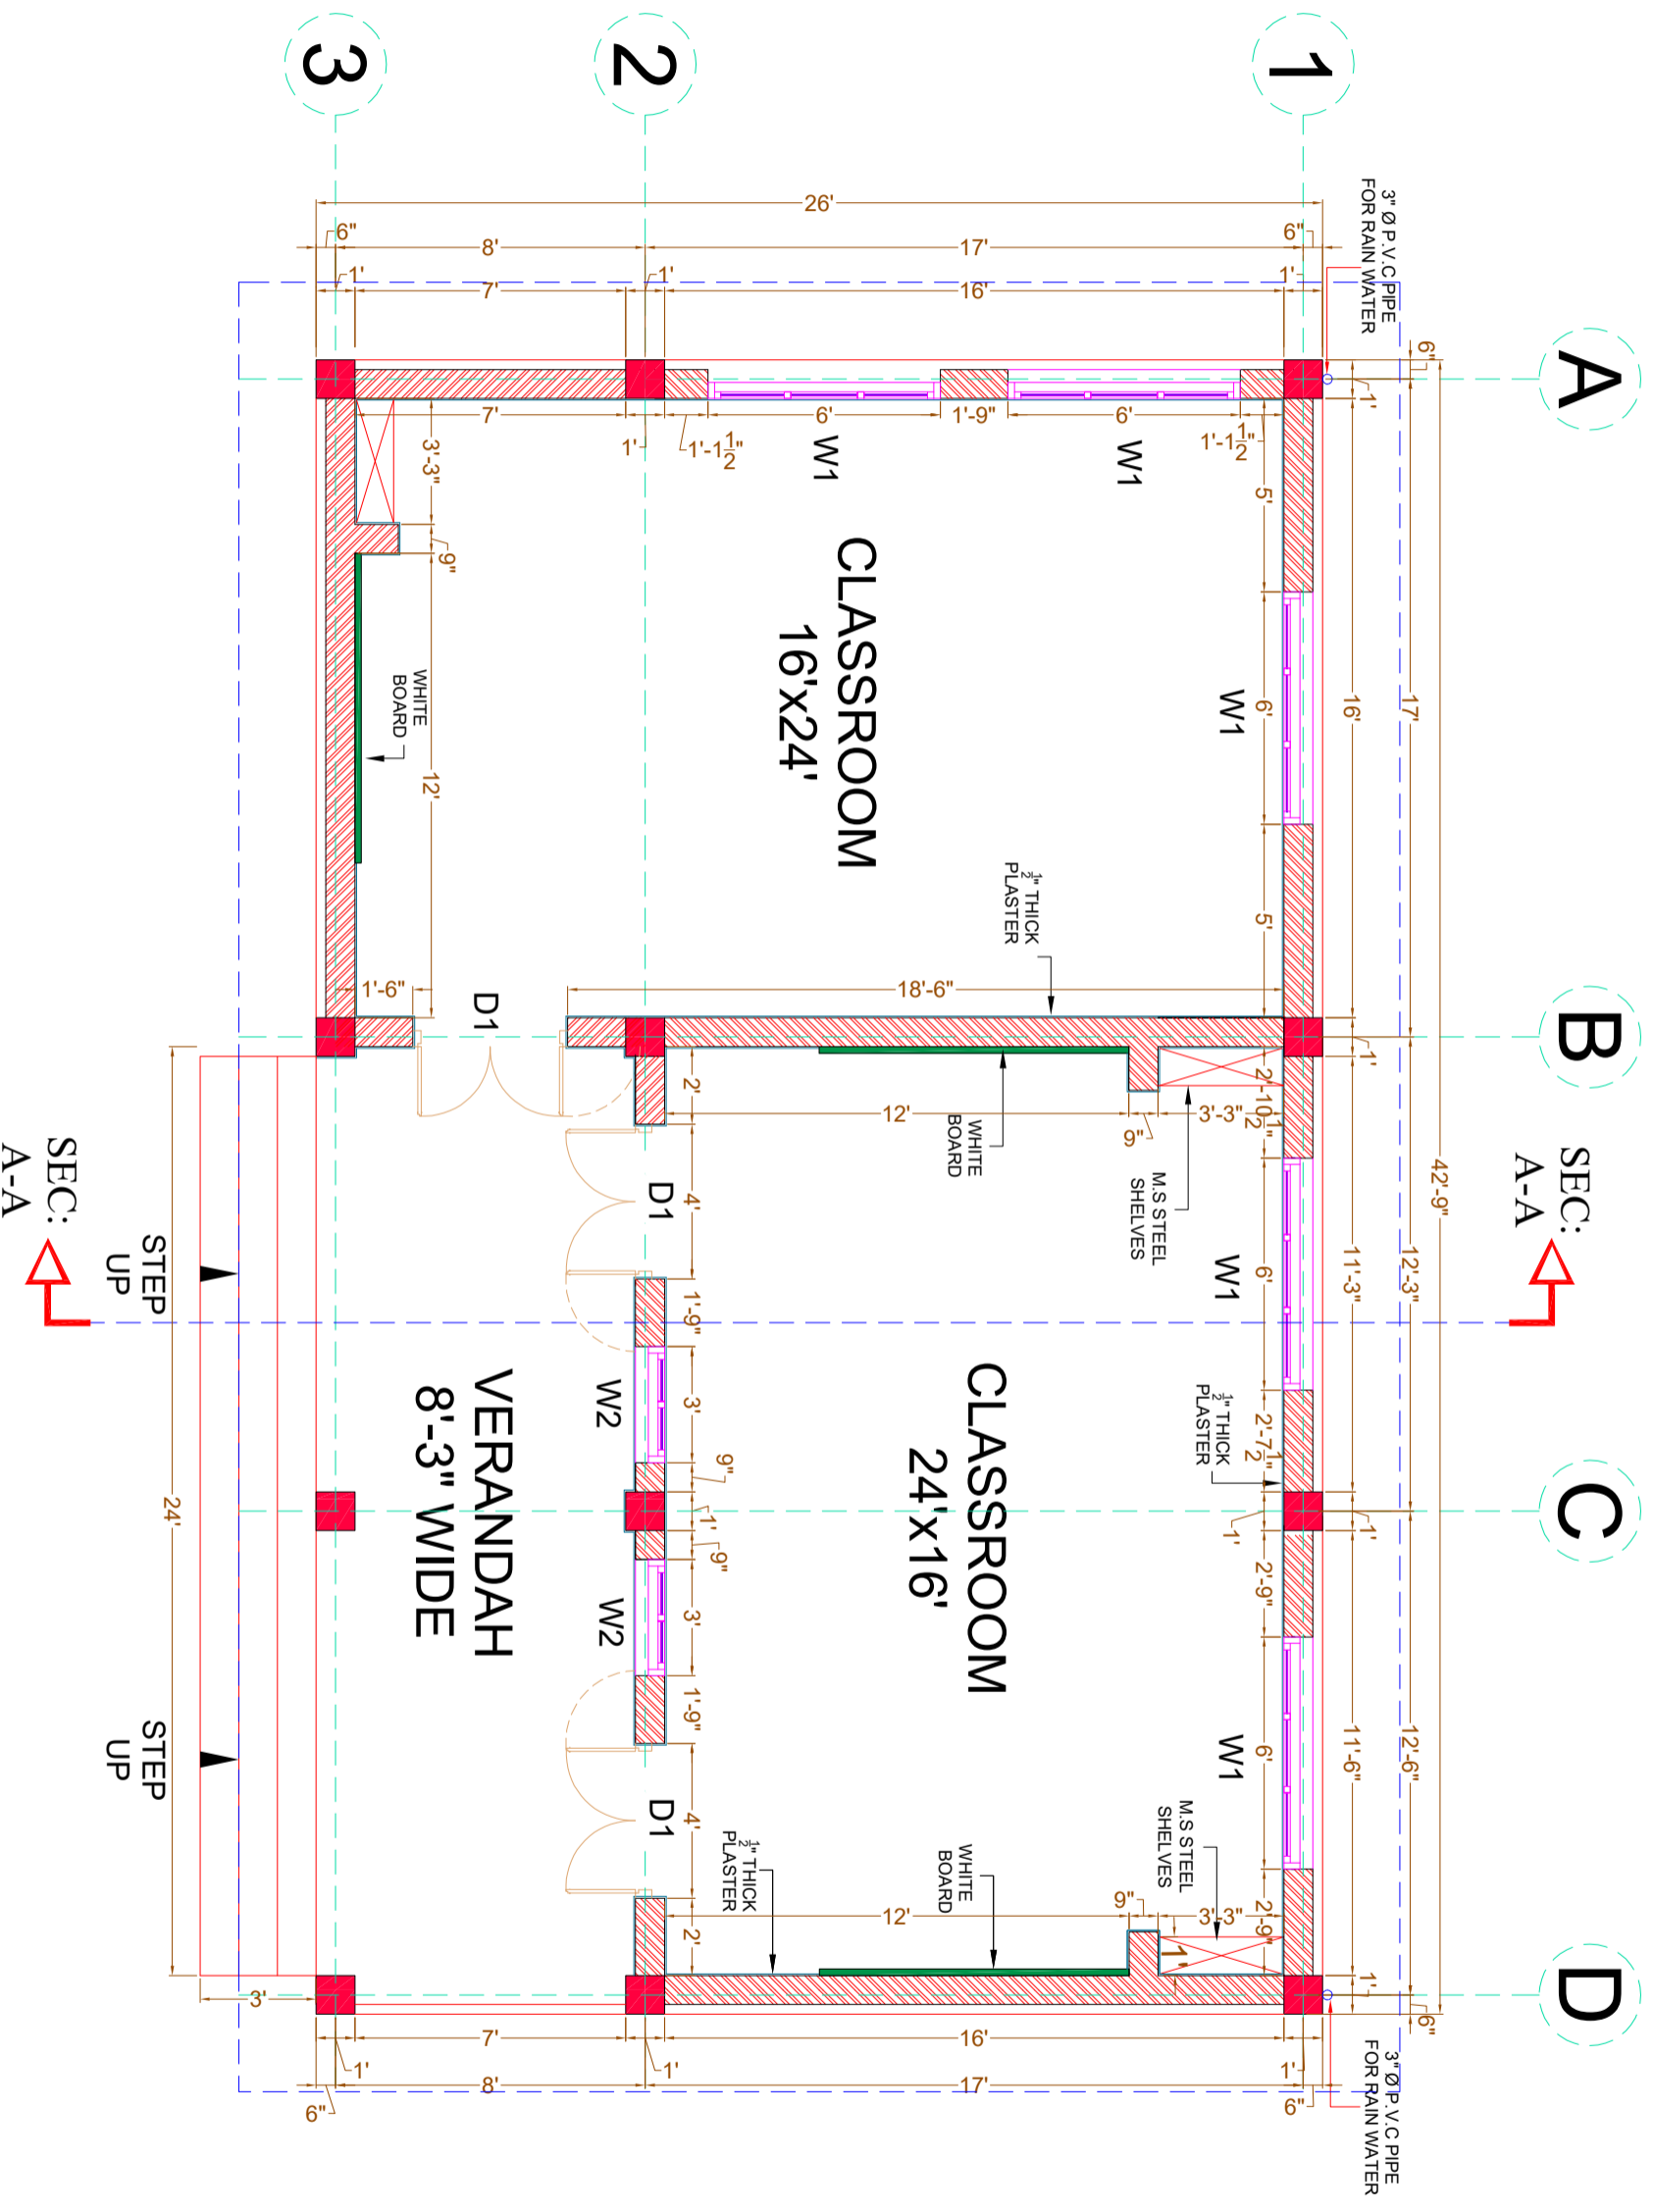 A
B
C
D
1
2
3
3" Ø P.V.C PIPE
FOR RAIN WATER
3" Ø P.V.C PIPE
FOR RAIN WATER
42'-9"
6"
17'
12'-3"
12'-6"
6"
1'
16'
1'
11'-3"
1'
11'-6"
1'
26'
6"
17'
8'
6"
1'
16'
1'
7'
1'
1'-1½"
6'
1'-9"
6'
1'-1½"
1'
7'
5'
6'
5'
W1
W1
W1
CLASSROOM
16'x24'
½" THICK
PLASTER
18'-6"
3'-3"
9"
12'
1'-6"
WHITE
BOARD
D1
2'-10½"
6'
2'-7½"
1'
2'-9"
6'
2'-9"
W1
W1
3'-3"
9"
12'
M.S STEEL
SHELVES
WHITE
BOARD
½" THICK
PLASTER
CLASSROOM
24'x16'
M.S STEEL
SHELVES
3'-3"
9"
1'
12'
WHITE
BOARD
½" THICK
PLASTER
2'
4'
1'-9"
3'
9"
1'
9"
3'
1'-9"
4'
2'
D1
W2
W2
D1
VERANDAH
8'-3" WIDE
1'
16'
1'
7'
1'
6"
17'
8'
6"
3'
24'
STEP
UP
STEP
UP
SEC:
A-A
SEC:
A-A